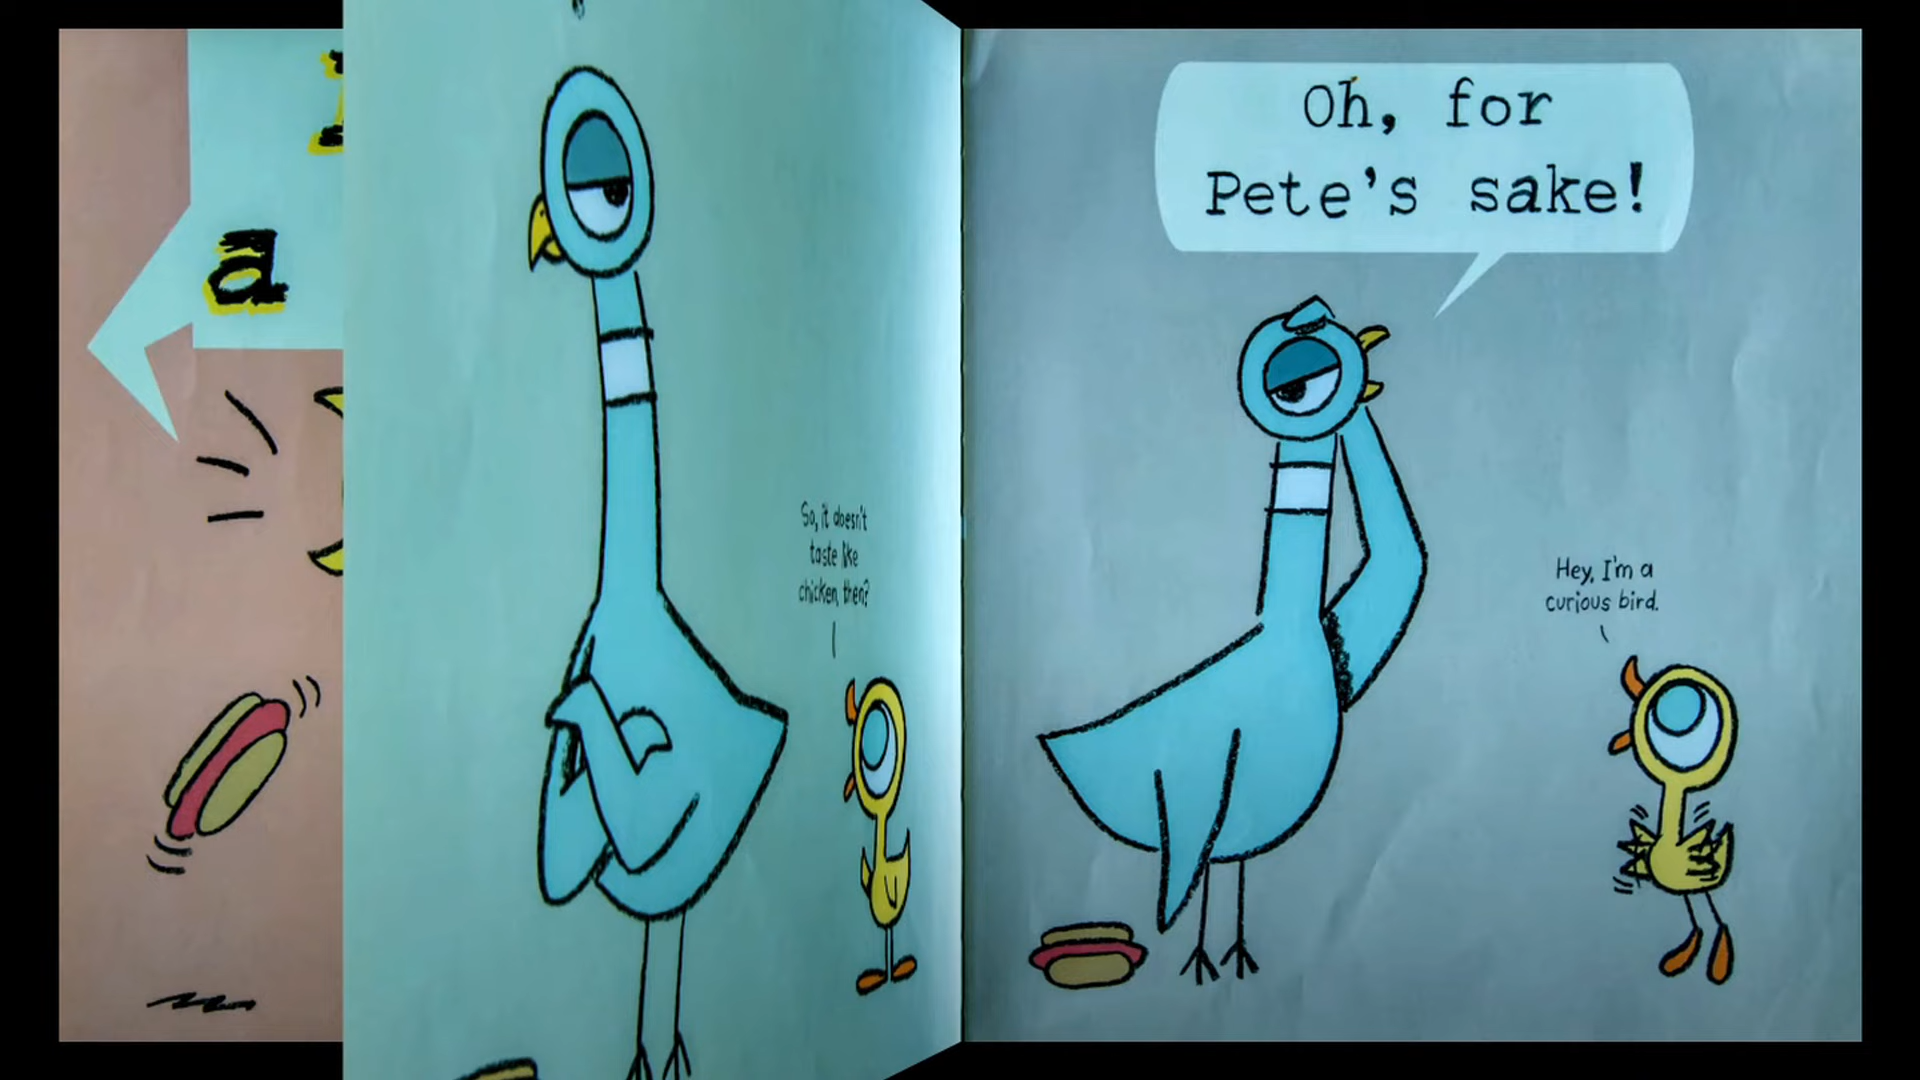 a
So, it doesn't
taste like
chicken, then?
Oh, for
Pete's sake!
Hey, I'm a
curious bird.